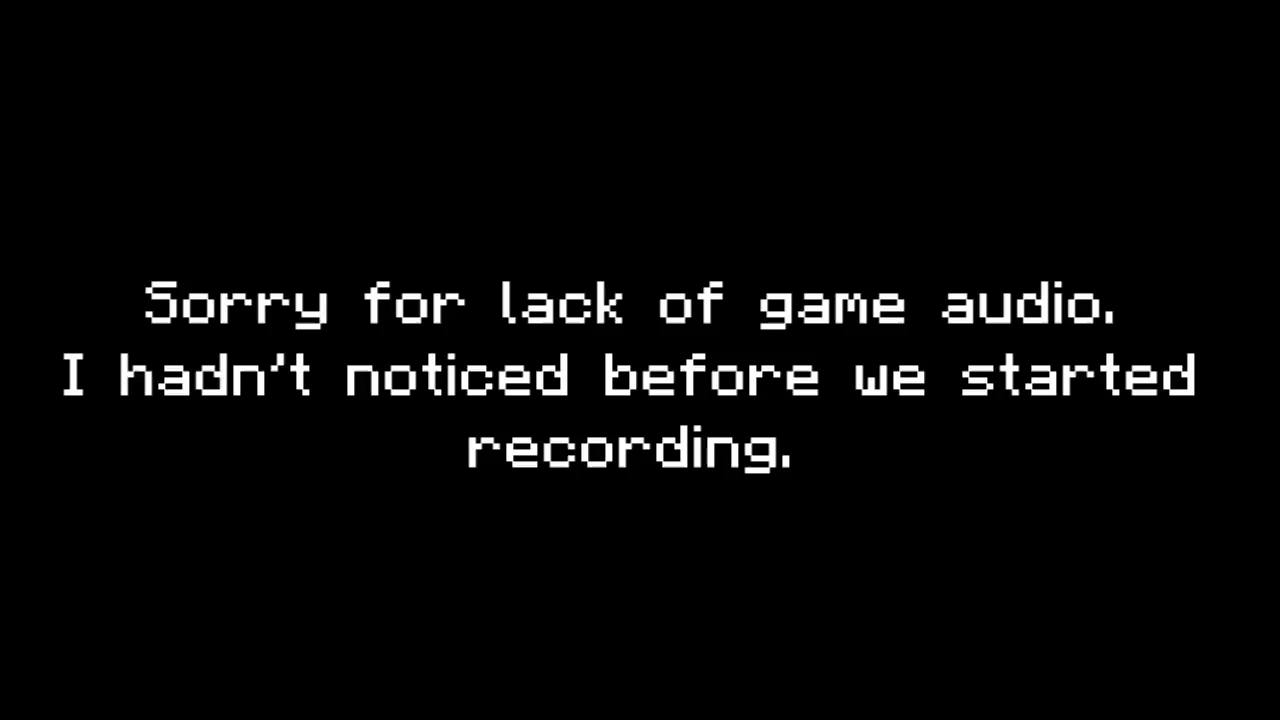 Sorry for lack of game audio.
I hadn't noticed before we started
recording.